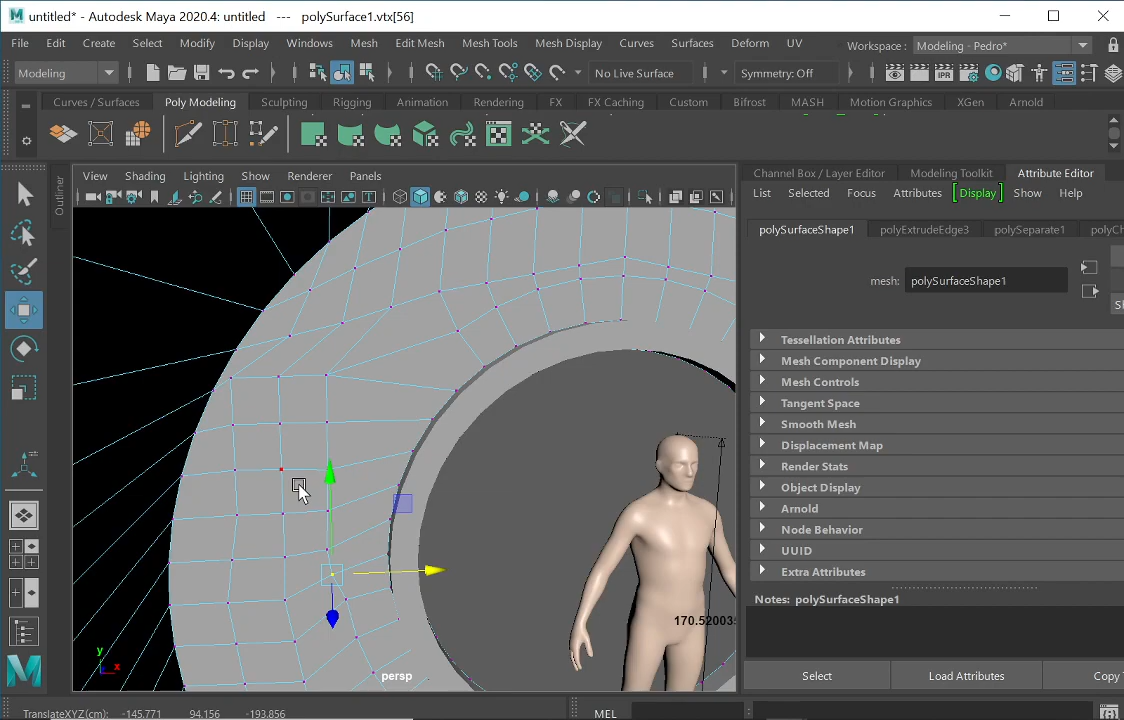 untitled* - Autodesk Maya 2020.4: untitled --- polySurface1.vtx[56]
File Edit Create Select Modify Display Windows Mesh Edit Mesh Mesh Tools Mesh Display Curves Surfaces Deform UV Workspace : Modeling - Pedro*
Modeling No Live Surface Symmetry: Off IPR
Curves / Surfaces Poly Modeling Sculpting Rigging Animation Rendering FX FX Caching Custom Bifrost MASH Motion Graphics XGen Arnold
Outliner
View Shading Lighting Show Renderer Panels
Channel Box / Layer Editor Modeling Toolkit Attribute Editor
List Selected Focus Attributes Display Show Help
polySurfaceShape1 polyExtrudeEdge3 polySeparate1 polyCh
mesh: polySurfaceShape1
Tessellation Attributes
Mesh Component Display
Mesh Controls
Tangent Space
Smooth Mesh
Displacement Map
Render Stats
Object Display
Arnold
Node Behavior
UUID
Extra Attributes
Notes: polySurfaceShape1
170.52003
y
x
persp
Select Load Attributes Copy
TranslateXYZ(cm): -145.771 94.156 -193.856 MEL